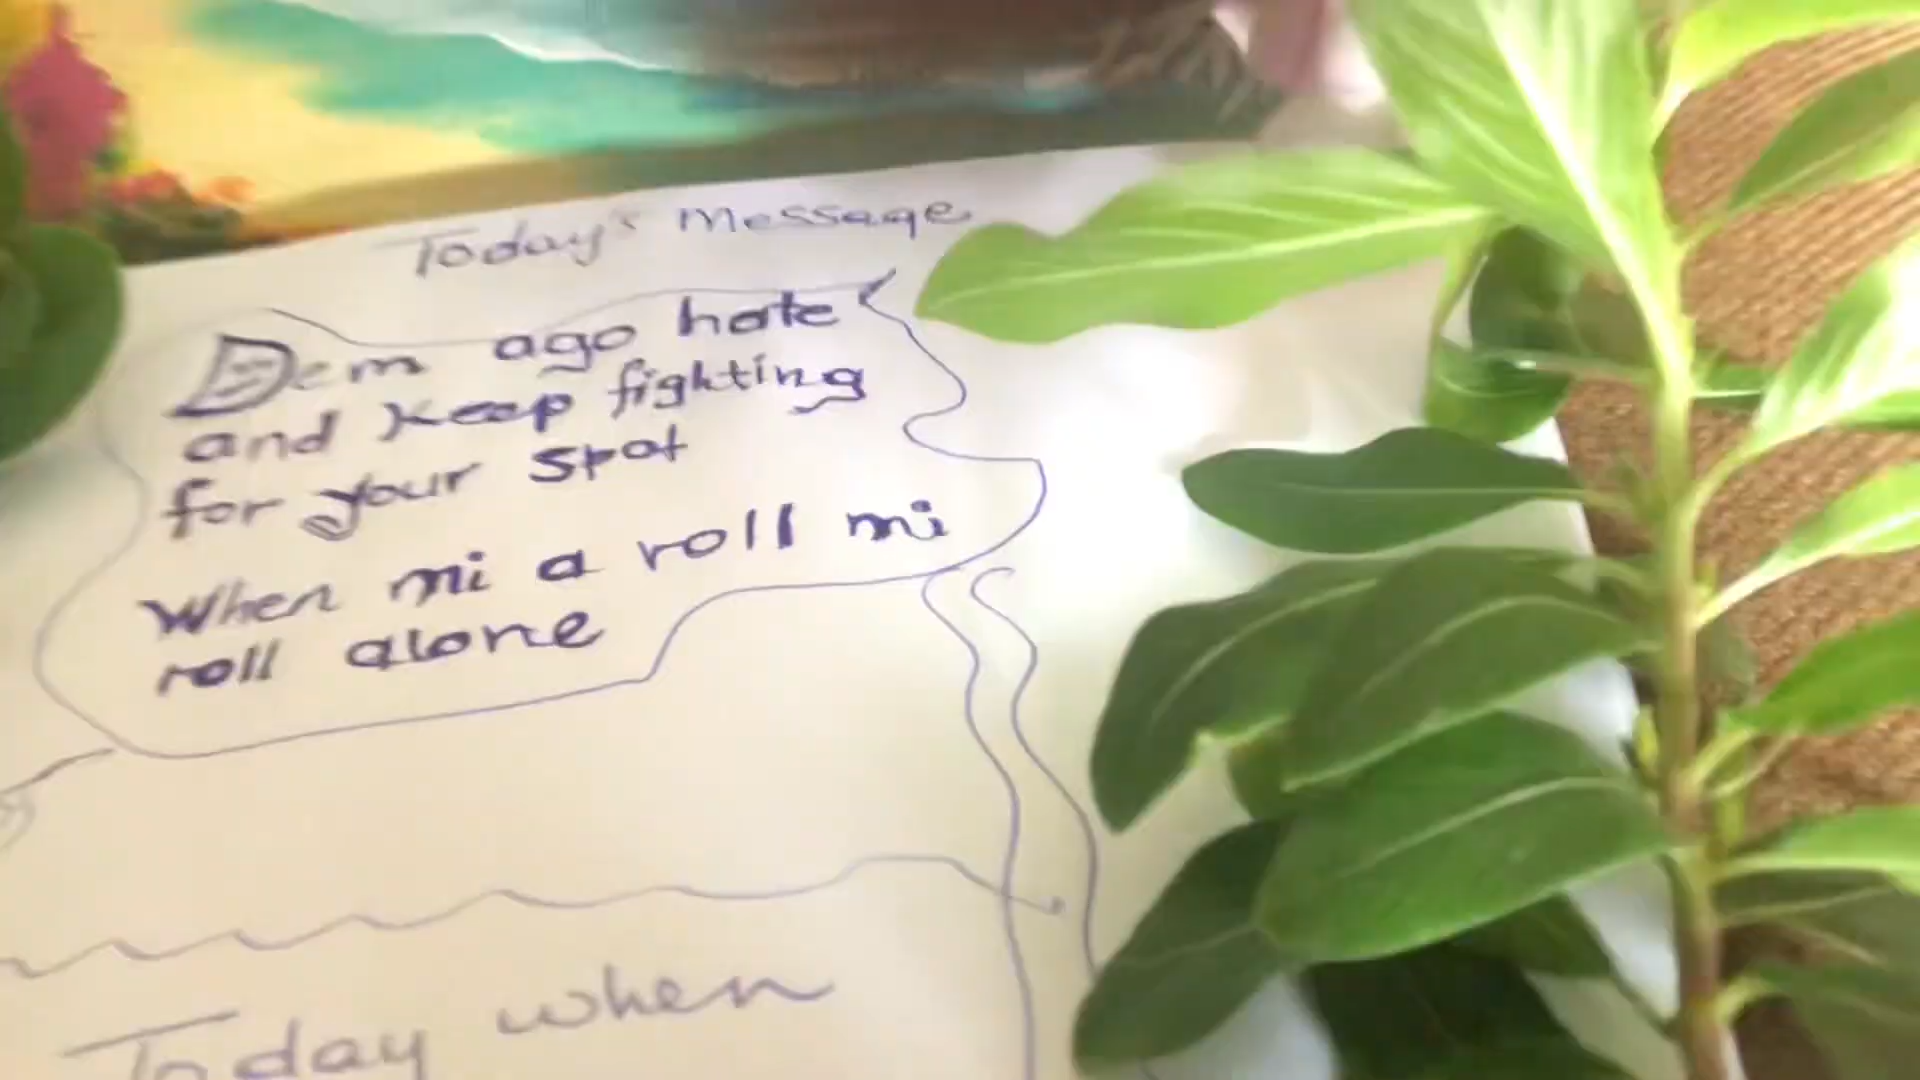 Today's Message
Dem ago hate
and keep fighting
for your spot
When mi a roll mi
roll alone
Today when